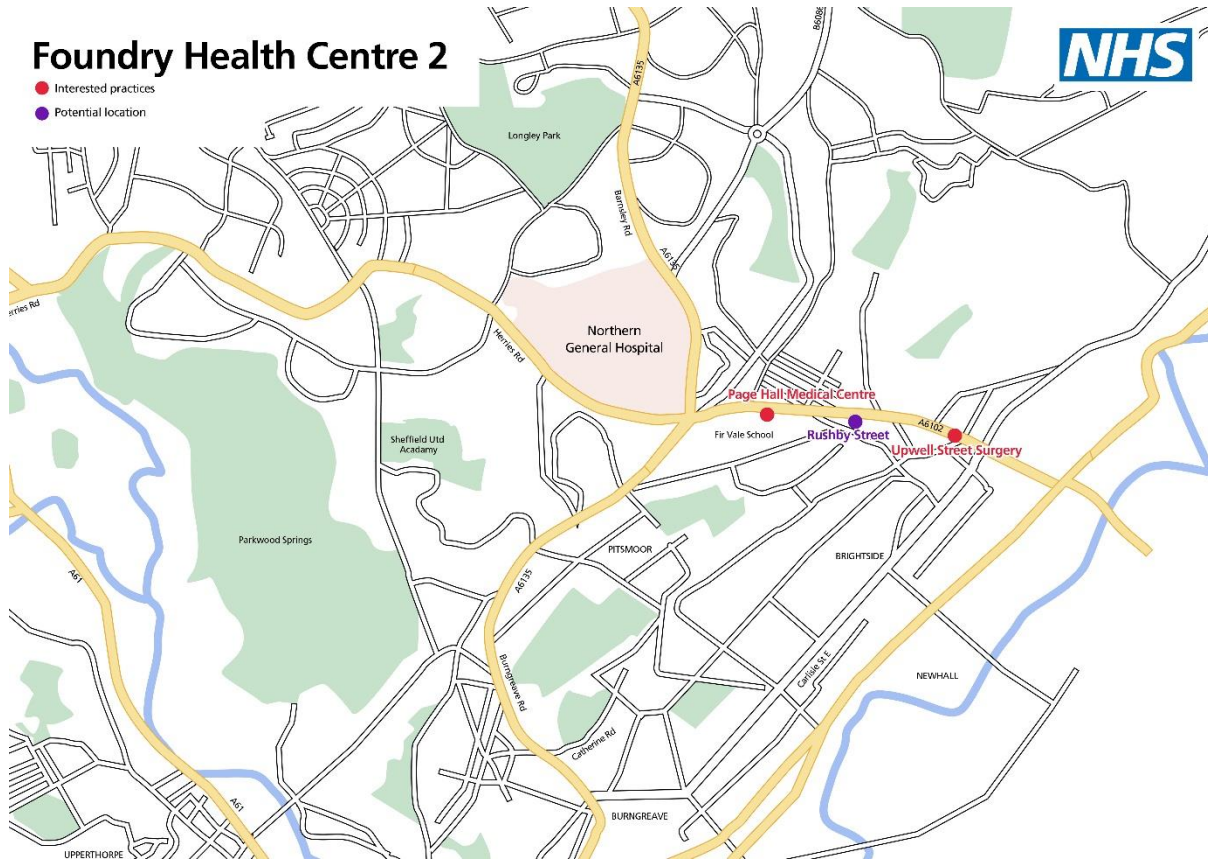 Foundry Health Centre 2
NHS
Interested practices
Potential location
A6135
B6086
Longley Park
Barnsley Rd
A6135
Herries Rd
Herries Rd
Northern
General Hospital
Page Hall Medical Centre
Fir Vale School
Rushby Street
A6102
Upwell Street Surgery
Sheffield Utd
Acadamy
Parkwood Springs
PITSMOOR
BRIGHTSIDE
A61
A6135
Burngreave Rd
Carlisle St E
NEWHALL
Catherine Rd
A61
BURNGREAVE
UPPERTHORPE